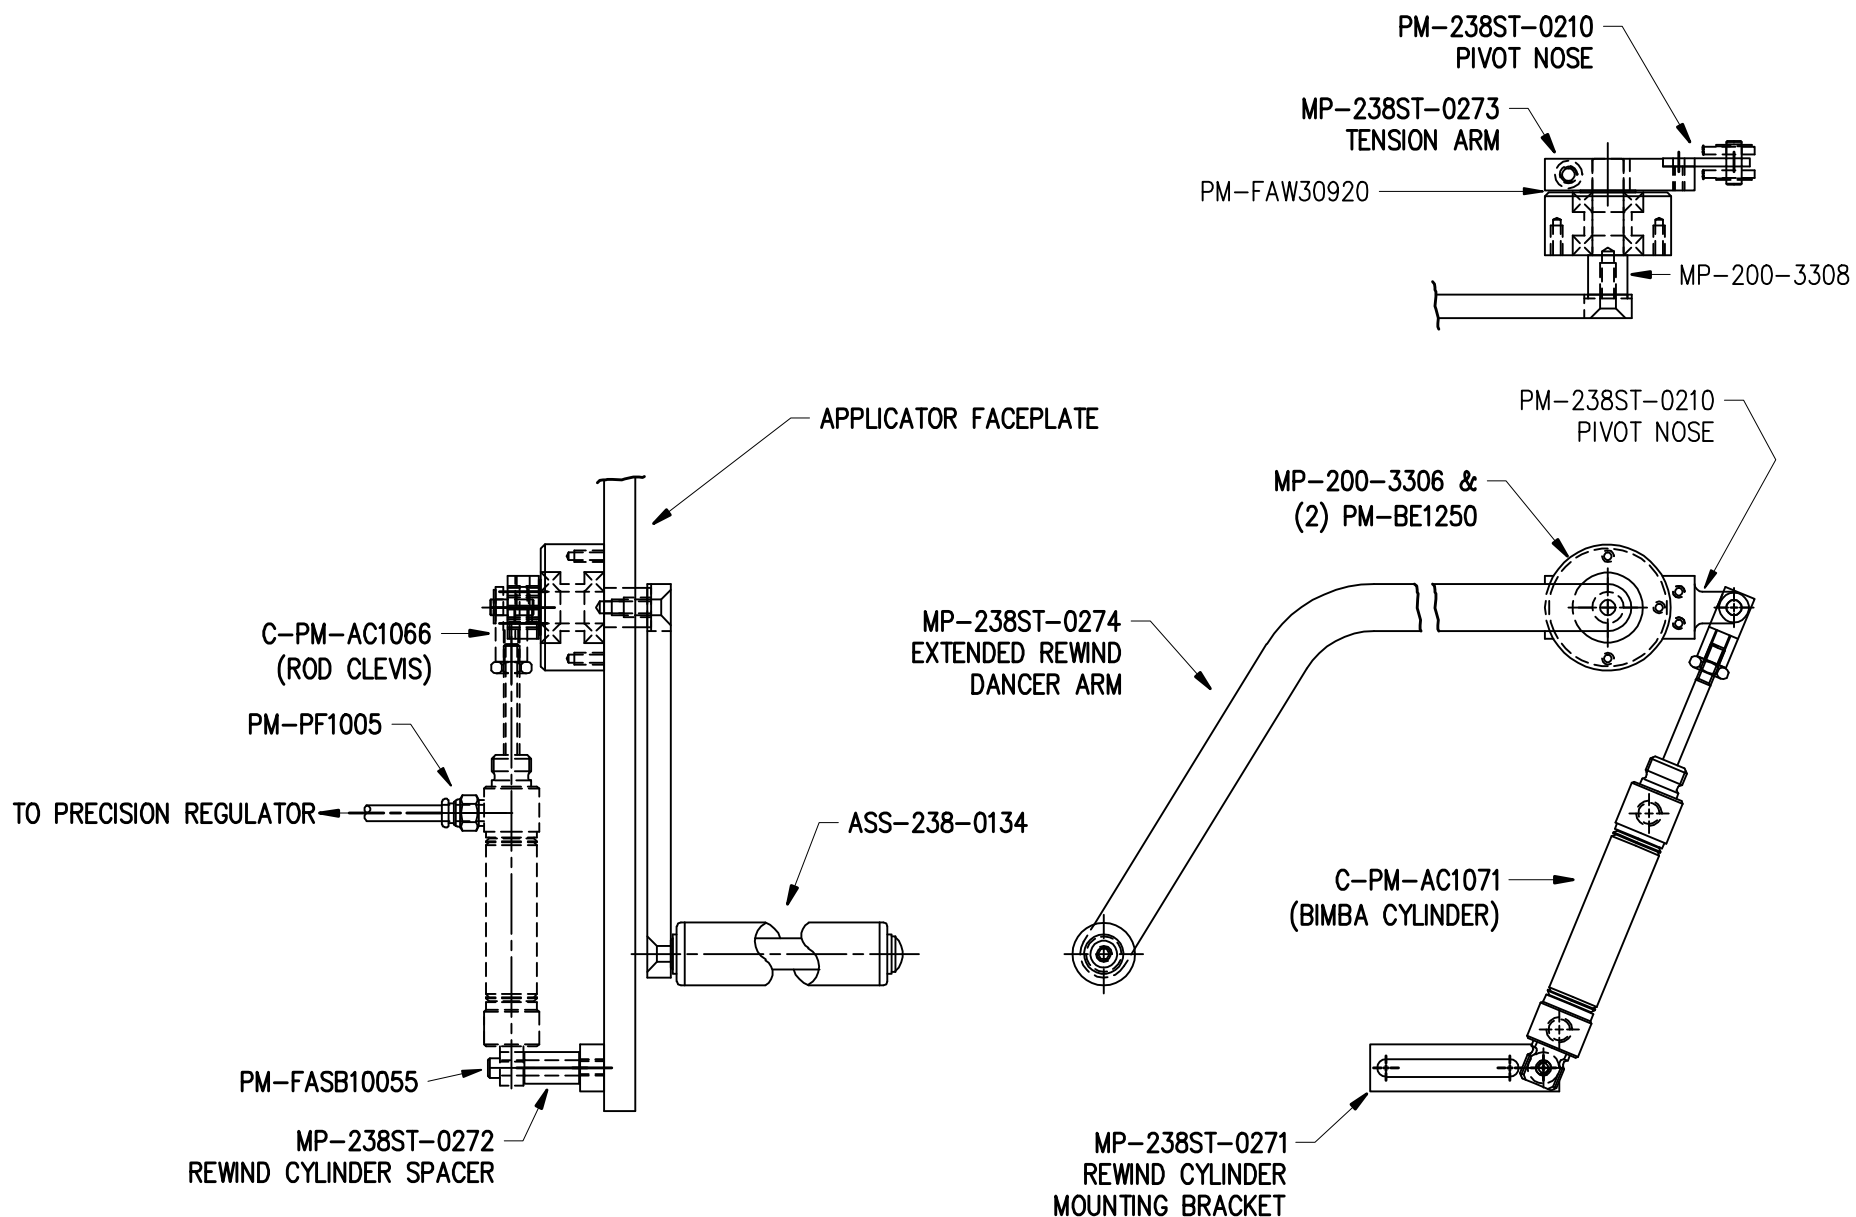 PM-238ST-0210
PIVOT NOSE
MP-238ST-0273
TENSION ARM
PM-FAW30920
MP-200-3308
APPLICATOR FACEPLATE
PM-238ST-0210
PIVOT NOSE
MP-200-3306 &
(2) PM-BE1250
C-PM-AC1066
(ROD CLEVIS)
MP-238ST-0274
EXTENDED REWIND
DANCER ARM
PM-PF1005
TO PRECISION REGULATOR
ASS-238-0134
C-PM-AC1071
(BIMBA CYLINDER)
PM-FASB10055
MP-238ST-0272
REWIND CYLINDER SPACER
MP-238ST-0271
REWIND CYLINDER
MOUNTING BRACKET